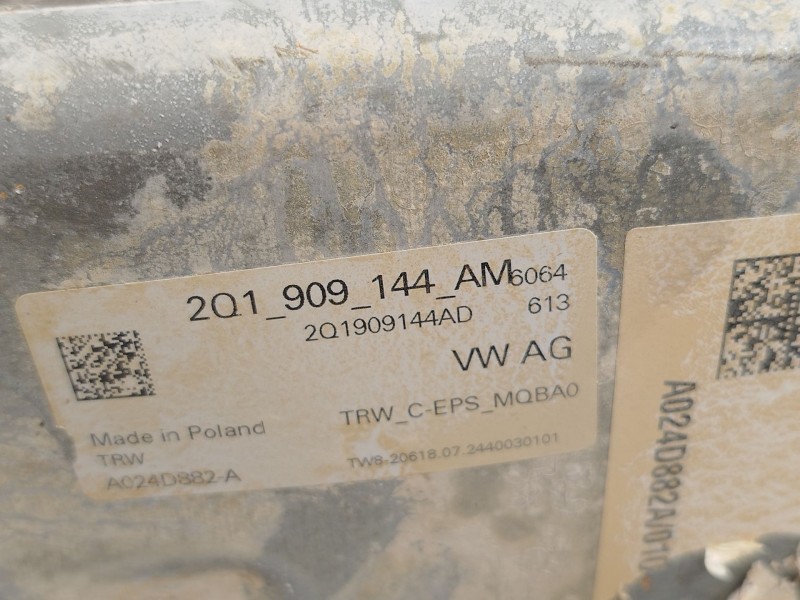 2Q1_909_144_AM
6064
2Q1909144AD
613
VW AG
TRW_C-EPS_MQBA0
Made in Poland
TRW
TW8-20618.07.2440030101
A024D882-A
A024D882A/010